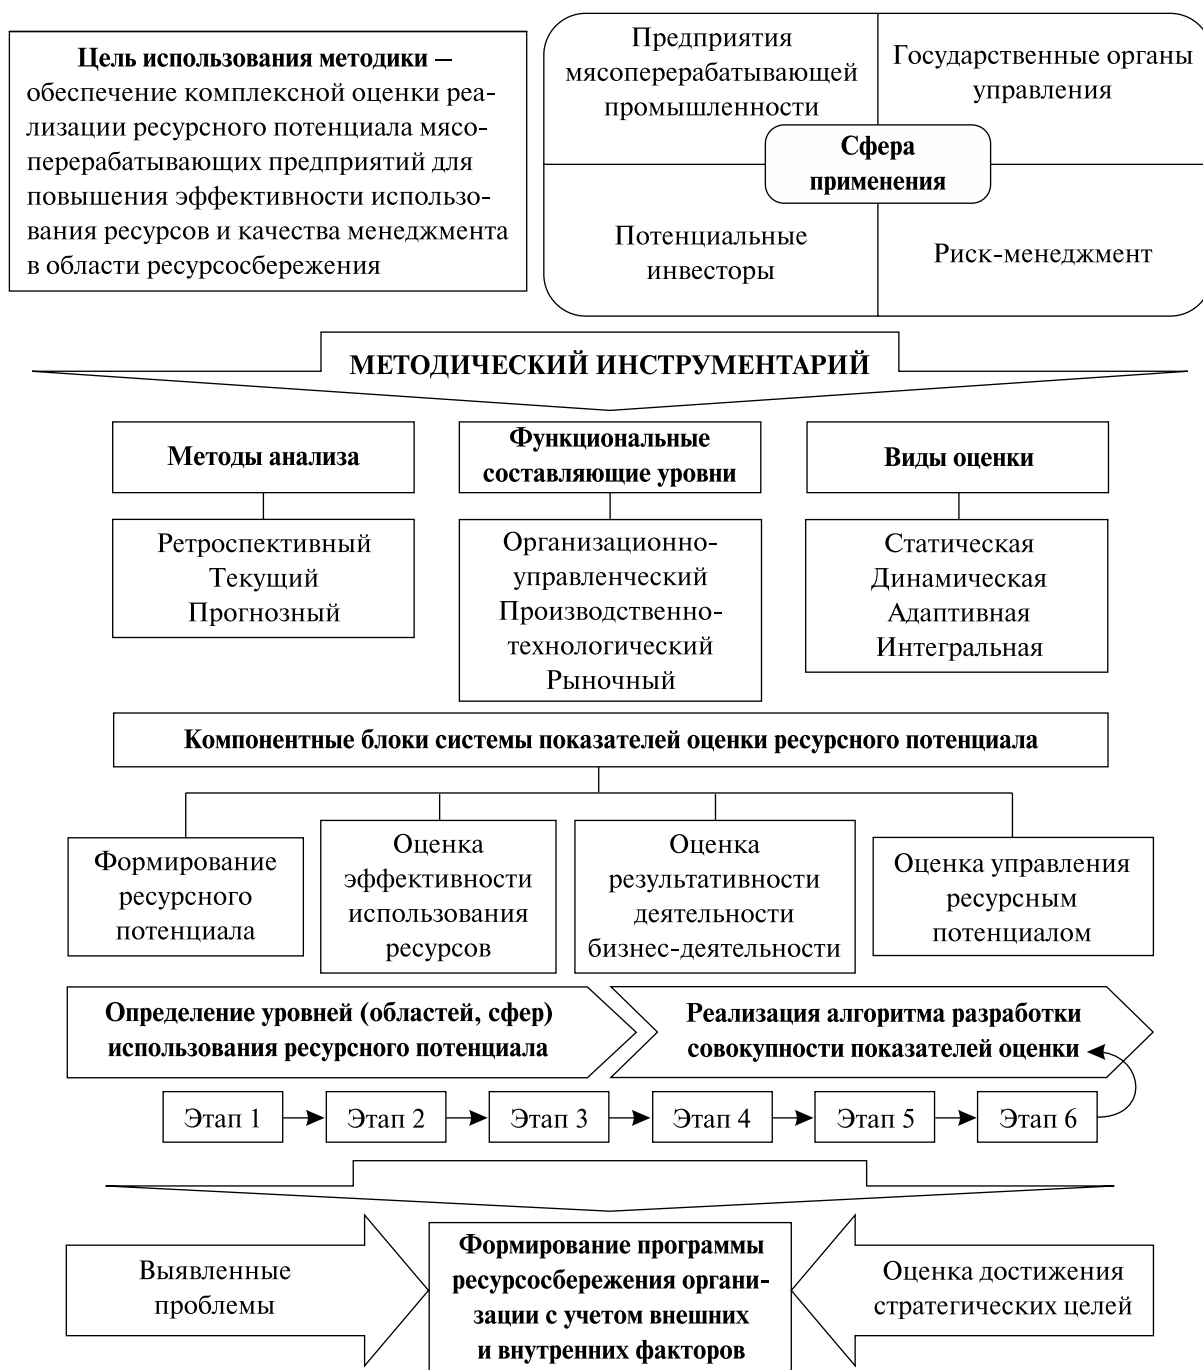 Цель использования методики –
обеспечение комплексной оценки реа-
лизации ресурсного потенциала мясо-
перерабатывающих предприятий для
повышения эффективности использо-
вания ресурсов и качества менеджмента
в области ресурсосбережения
Предприятия
мясоперерабатывающей
промышленности
Государственные органы
управления
Сфера
применения
Потенциальные
инвесторы
Риск-менеджмент
МЕТОДИЧЕСКИЙ ИНСТРУМЕНТАРИЙ
Методы анализа
Функциональные
составляющие уровни
Виды оценки
Ретроспективный
Текущий
Прогнозный
Организационно-
управленческий
Производственно-
технологический
Рыночный
Статическая
Динамическая
Адаптивная
Интегральная
Компонентные блоки системы показателей оценки ресурсного потенциала
Формирование
ресурсного
потенциала
Оценка
эффективности
использования
ресурсов
Оценка
результативности
деятельности
бизнес-деятельности
Оценка управления
ресурсным
потенциалом
Определение уровней (областей, сфер)
использования ресурсного потенциала
Реализация алгоритма разработки
совокупности показателей оценки
Этап 1
Этап 2
Этап 3
Этап 4
Этап 5
Этап 6
Выявленные
проблемы
Формирование программы
ресурсосбережения органи-
зации с учетом внешних
и внутренних факторов
Оценка достижения
стратегических целей